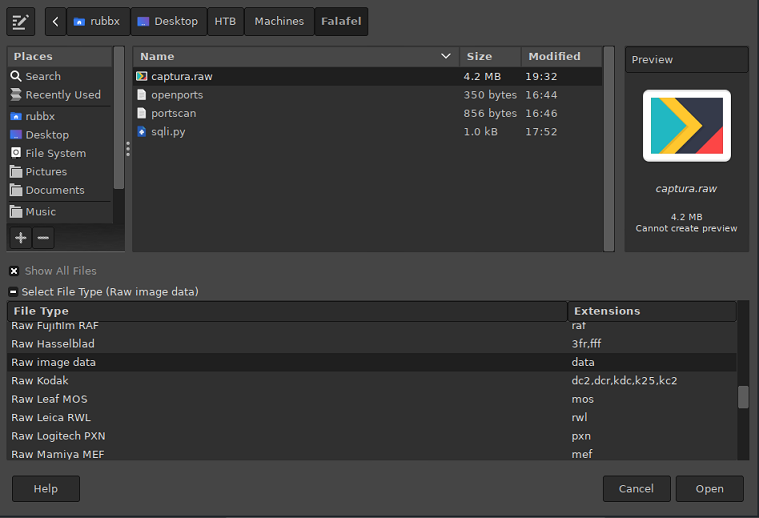 rubbx Desktop HTB Machines Falafel
Places
Search
Recently Used
rubbx
Desktop
File System
Pictures
Documents
Music
Name Size Modified
captura.raw 4.2 MB 19:32
openports 350 bytes 16:44
portscan 856 bytes 16:46
sqli.py 1.0 kB 17:52
Preview
captura.raw
4.2 MB
Cannot create preview
Show All Files
Select File Type (Raw image data)
File Type Extensions
Raw Fujifilm RAF raf
Raw Hasselblad 3fr,fff
Raw image data data
Raw Kodak dc2,dcr,kdc,k25,kc2
Raw Leaf MOS mos
Raw Leica RWL rwl
Raw Logitech PXN pxn
Raw Mamiya MEF mef
Help Cancel Open